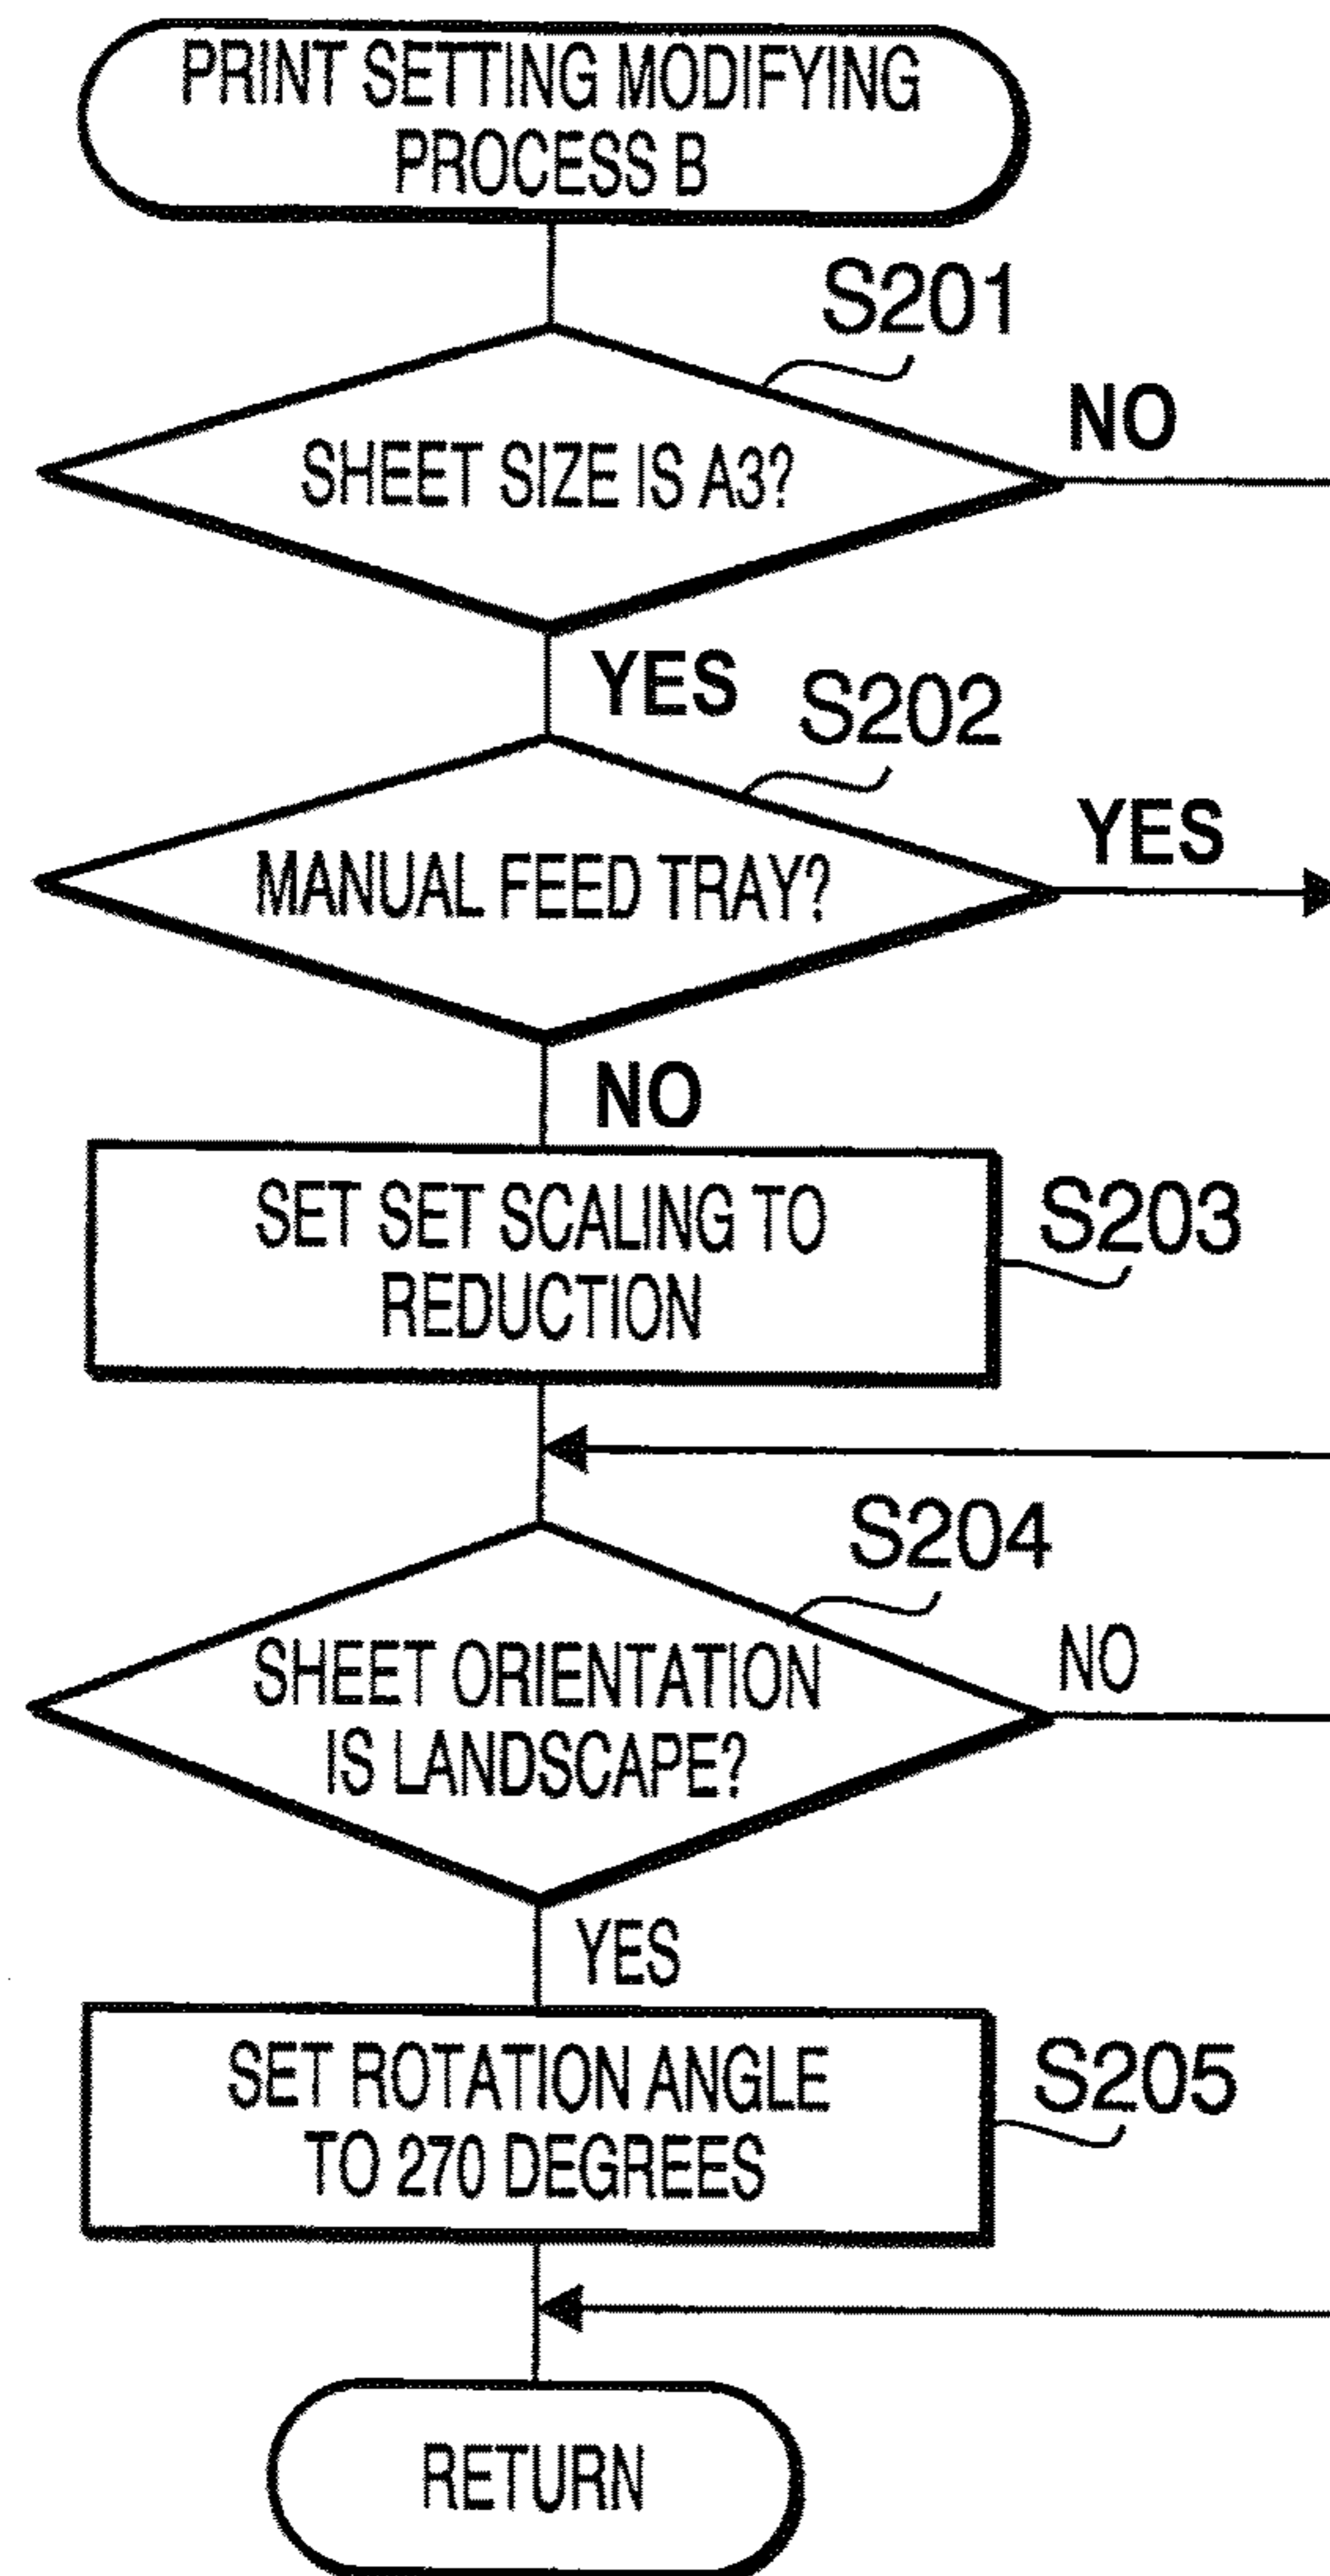 PRINT SETTING MODIFYING
PROCESS B
S201
NO
SHEET SIZE IS A3?
YES
S202
YES
MANUAL FEED TRAY?
NO
SET SET SCALING TO
REDUCTION
S203
S204
NO
SHEET ORIENTATION
IS LANDSCAPE?
YES
SET ROTATION ANGLE
TO 270 DEGREES
S205
RETURN